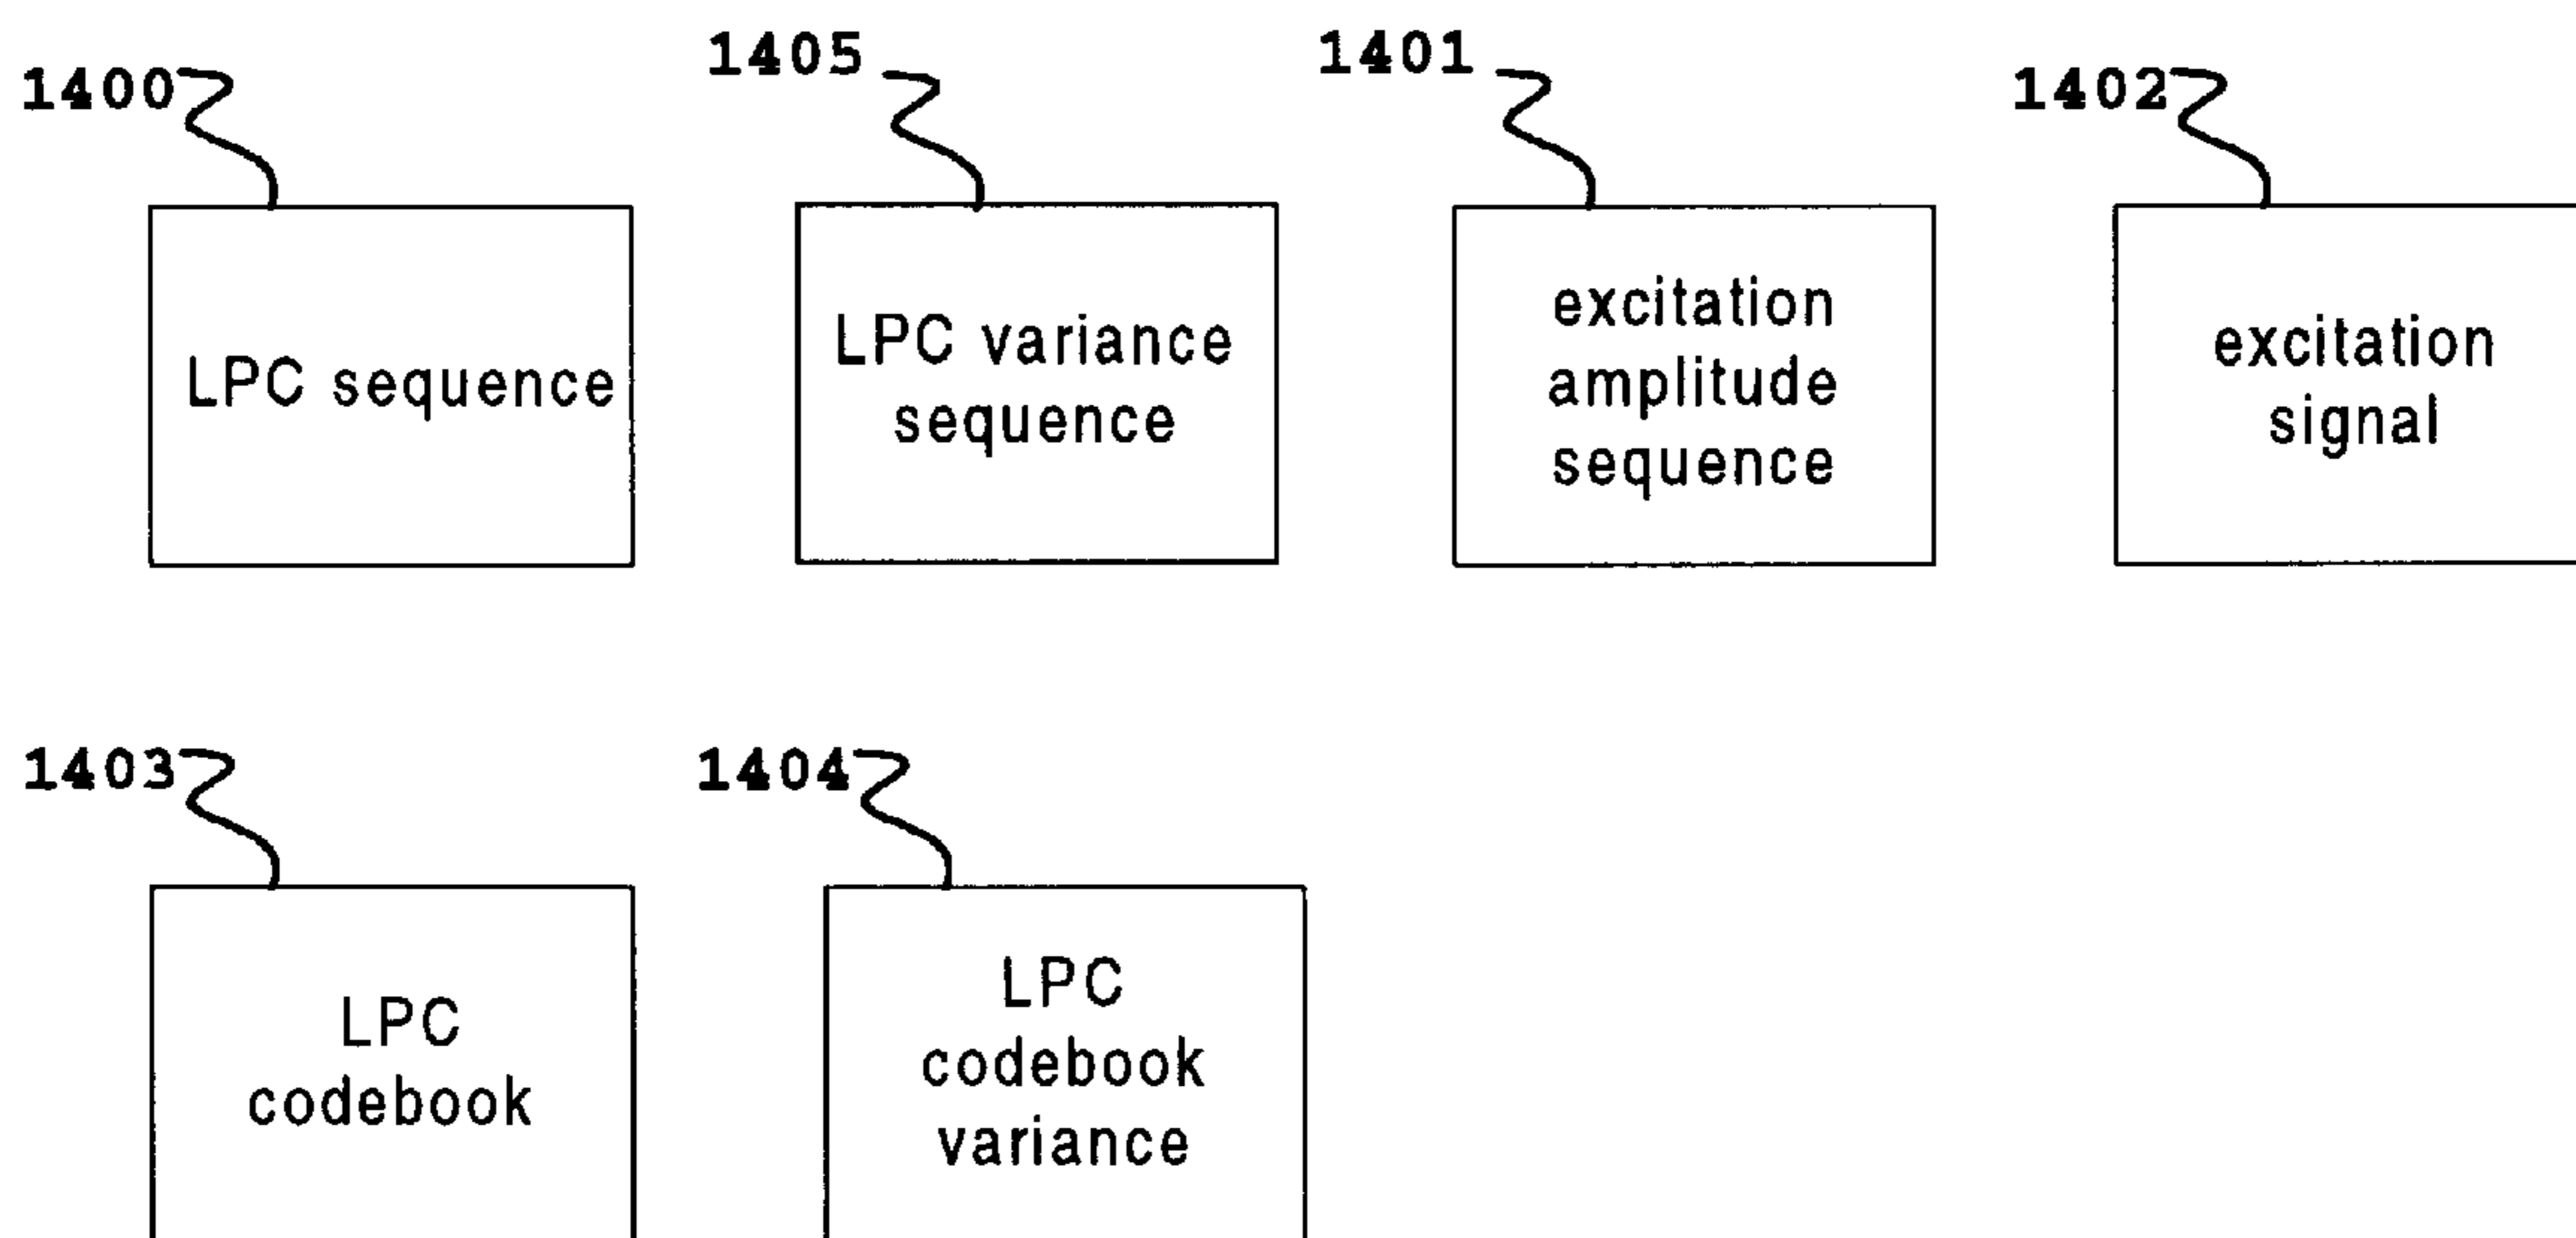 1400
1405
1401
1402
LPC sequence
LPC variance
sequence
excitation
amplitude
sequence
excitation
signal
1403
1404
LPC
codebook
LPC
codebook
variance